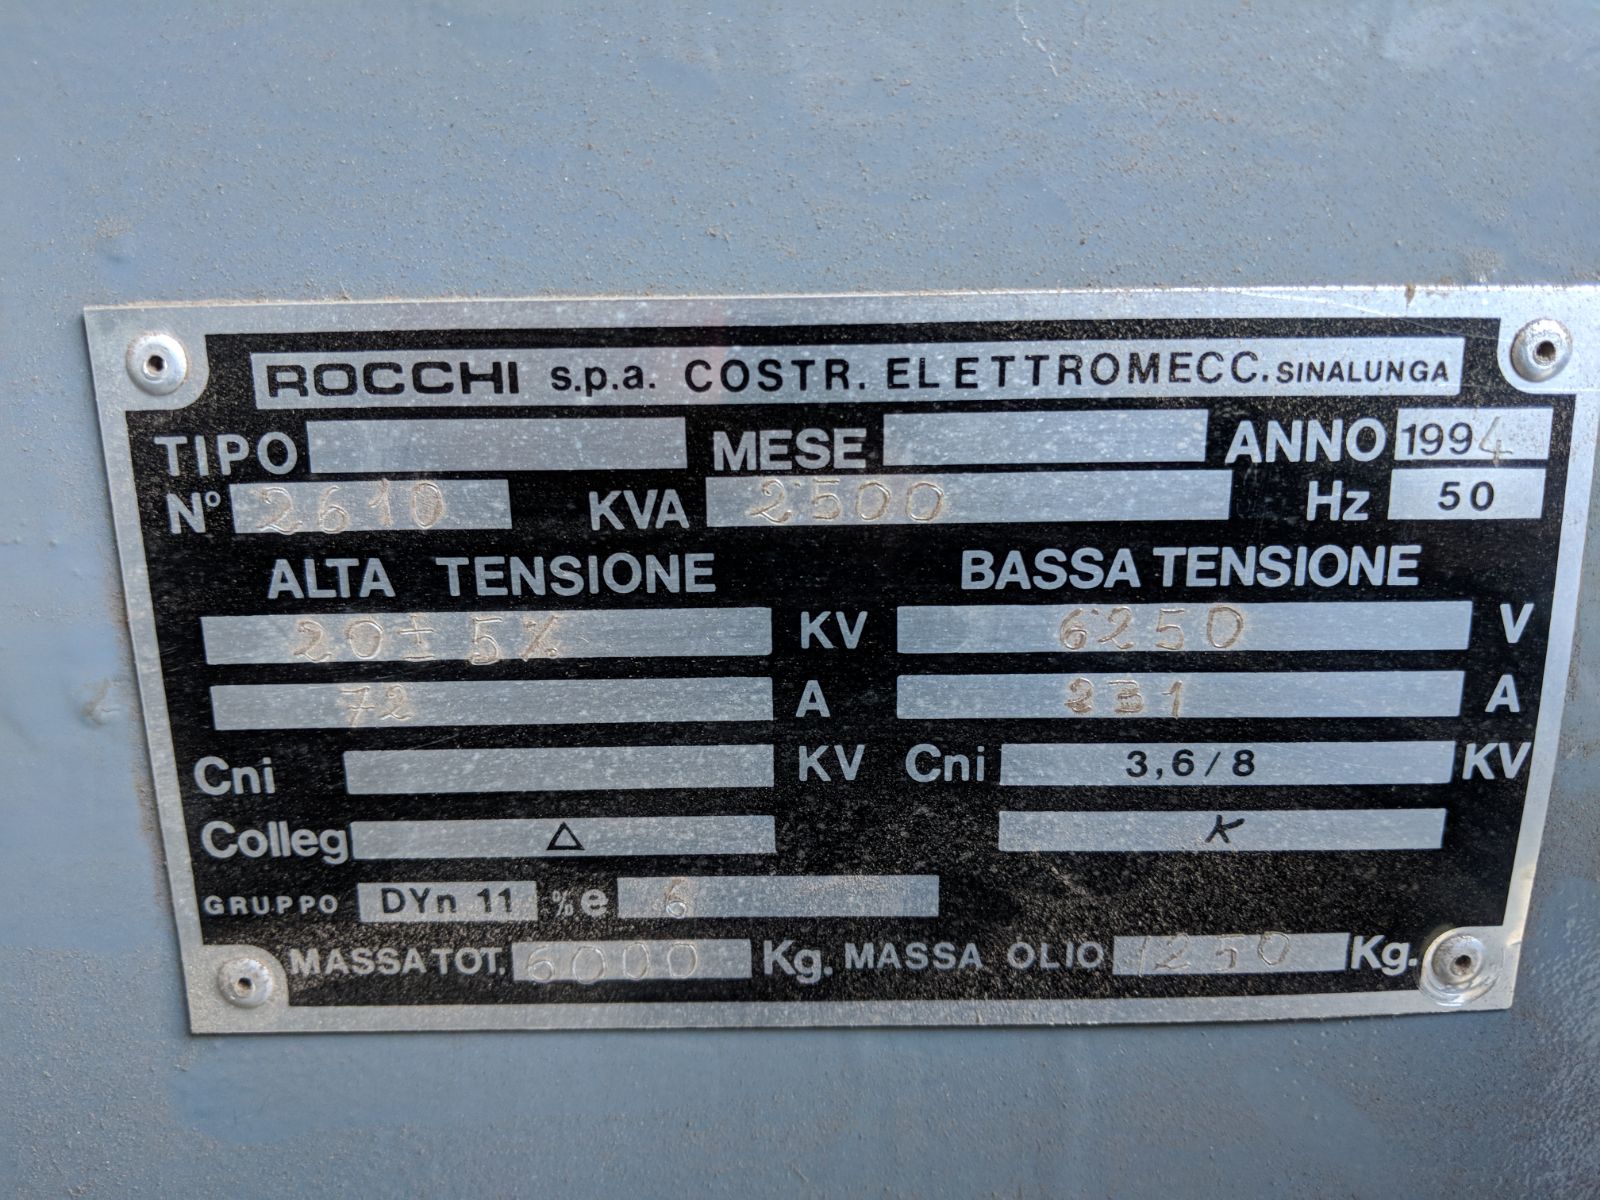 ROCCHI s.p.a. COSTR. ELETTROMECC. SINALUNGA
TIPO MESE ANNO 1994
N° 2610 KVA 2500 Hz 50
ALTA TENSIONE BASSA TENSIONE
20 ± 5% KV 6250 V
72 A 231 A
Cni KV Cni 3,6/8 KV
Colleg △
GRUPPO DYn 11 %e 6
MASSA TOT. 6000 Kg. MASSA OLIO 1250 Kg.